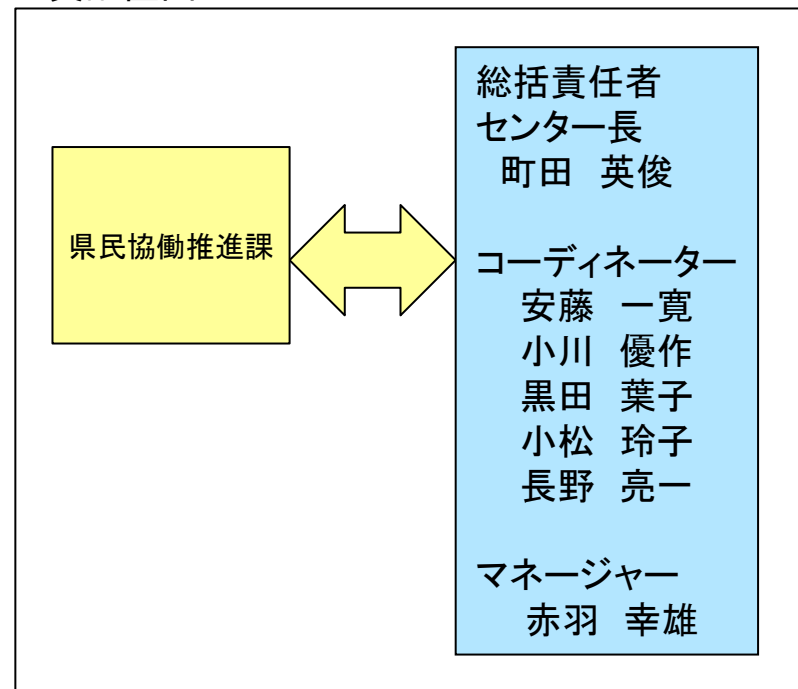 県民協働推進課
総括責任者
センター長
町田 英俊
コーディネーター
安藤 一寛
小川 優作
黒田 葉子
小松 玲子
長野 亮一
マネージャー
赤羽 幸雄